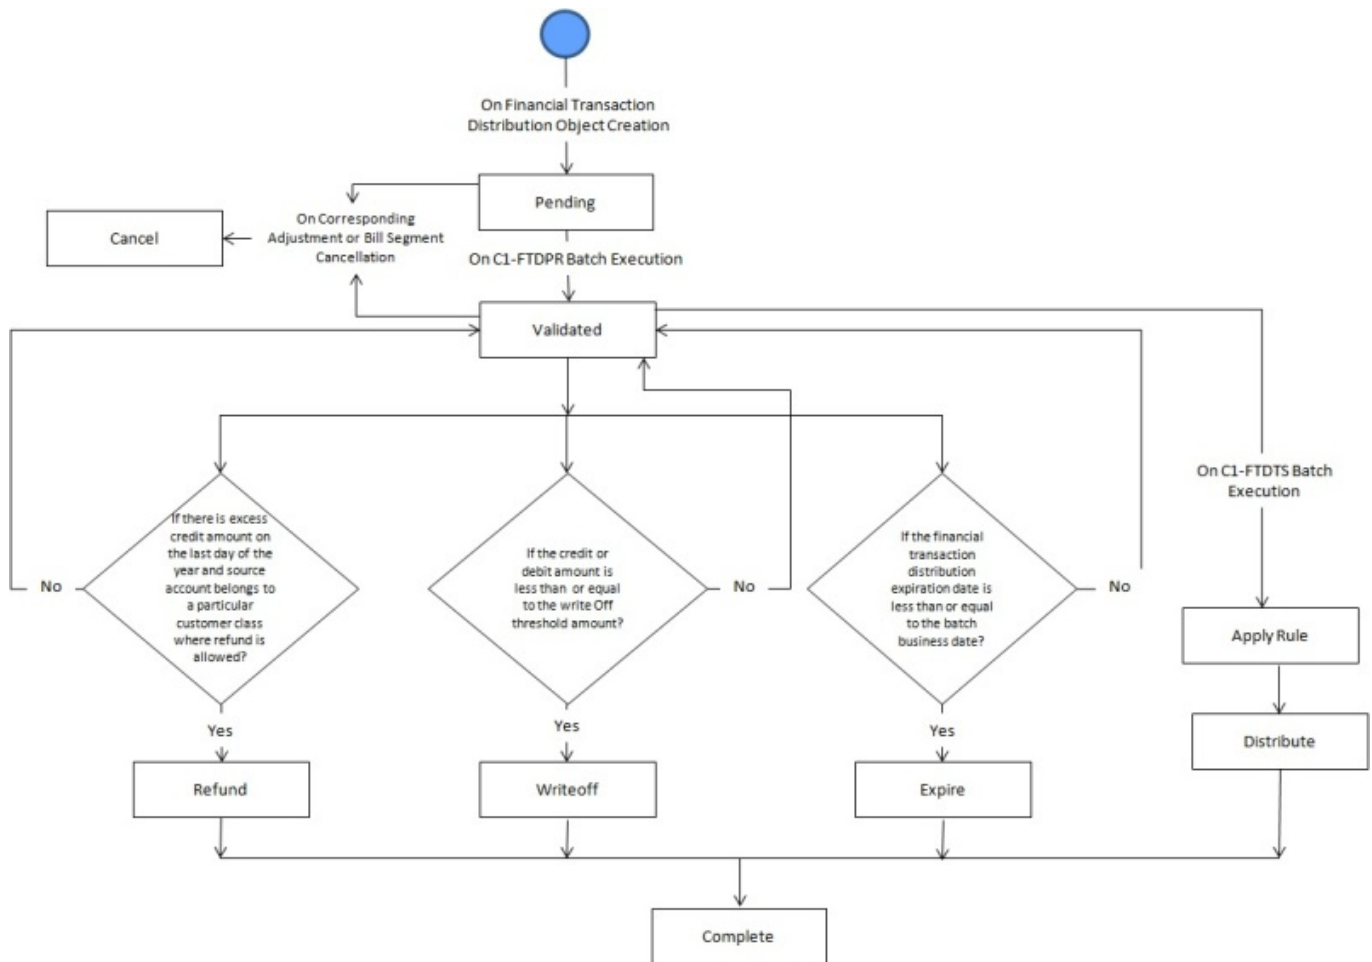 On Financial Transaction
Distribution Object Creation
Pending
On Corresponding
Adjustment or Bill Segment
Cancellation
Cancel
On C1-FTDPR Batch Execution
Validated
On C1-FTDTS Batch
Execution
If there is excess
credit amount on
the last day of the
year and source
account belongs to
a particular
customer class
where refund is
allowed?
No
If the credit or
debit amount is
less than or equal
to the write Off
threshold amount?
No
If the financial
transaction
distribution
expiration date is
less than or equal
to the batch
business date?
No
Apply Rule
Yes
Yes
Yes
Distribute
Refund
Writeoff
Expire
Complete